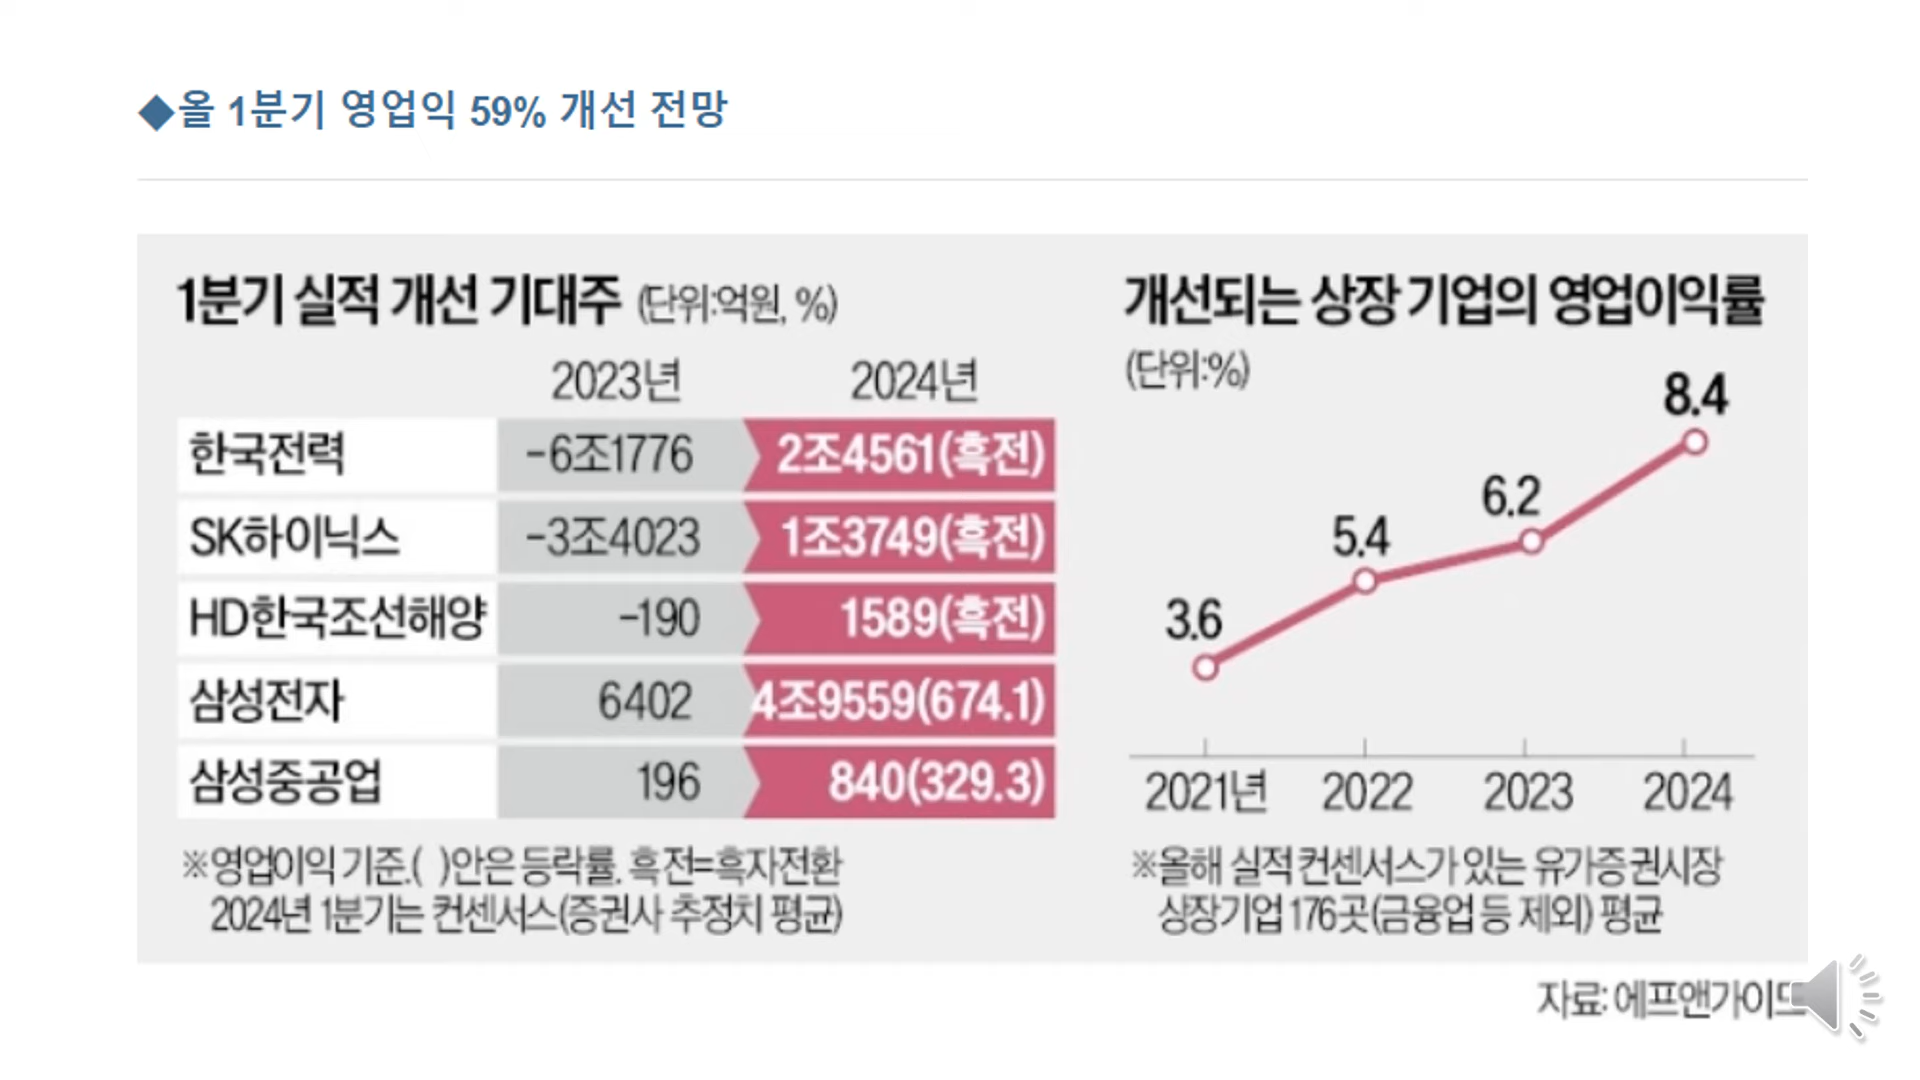 ◆올 1분기 영업익 59% 개선 전망
1분기 실적 개선 기대주 (단위:억원, %)
2023년 2024년
한국전력 -6조1776 2조4561(흑전)
SK하이닉스 -3조4023 1조3749(흑전)
HD한국조선해양 -190 1589(흑전)
삼성전자 6402 4조9559(674.1)
삼성중공업 196 840(329.3)
※영업이익 기준.( )안은 등락률. 흑전=흑자전환
2024년 1분기는 컨센서스(증권사 추정치 평균)
개선되는 상장 기업의 영업이익률
(단위:%)
8.4
6.2
5.4
3.6
2021년 2022 2023 2024
※올해 실적 컨센서스가 있는 유가증권시장
상장기업 176곳(금융업 등 제외) 평균
자료: 에프앤가이드